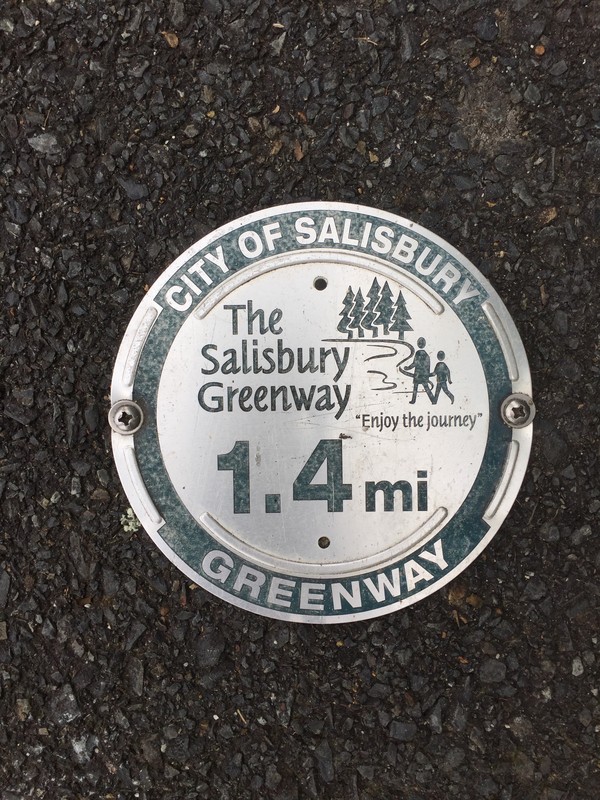 CITY OF SALISBURY
The
Salisbury
Greenway
"Enjoy the journey"
1.4 mi
GREENWAY